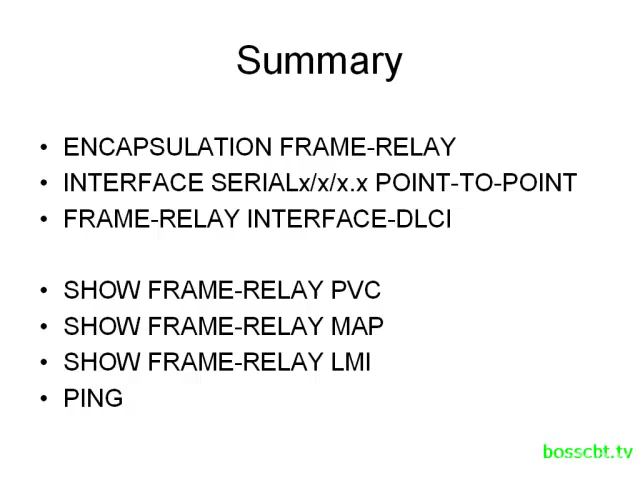 Summary
• ENCAPSULATION FRAME-RELAY
• INTERFACE SERIALx/x/x.x POINT-TO-POINT
• FRAME-RELAY INTERFACE-DLCI
• SHOW FRAME-RELAY PVC
• SHOW FRAME-RELAY MAP
• SHOW FRAME-RELAY LMI
• PING
bosscbt.tv